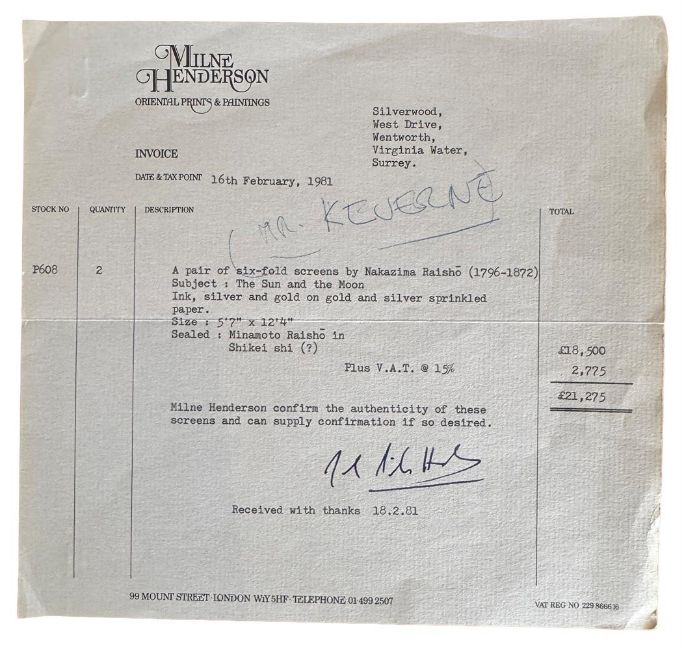 MILNE
HENDERSON
ORIENTAL PRINTS & PAINTINGS
Silverwood,
West Drive,
Wentworth,
Virginia Water,
Surrey.
INVOICE
DATE & TAX POINT 16th February, 1981
(MR. KEVERNE)
STOCK NO QUANTITY DESCRIPTION TOTAL
P608 2 A pair of six-fold screens by Nakazima Raishō (1796-1872)
Subject : The Sun and the Moon
Ink, silver and gold on gold and silver sprinkled
paper.
Size : 5'7" x 12'4"
Sealed : Minamoto Raishō in
Shikei shi (?) £18,500
Plus V.A.T. @ 15% 2,775
£21,275
Milne Henderson confirm the authenticity of these
screens and can supply confirmation if so desired.
Received with thanks 18.2.81
99 MOUNT STREET · LONDON W1Y 5HF · TELEPHONE 01 499 2507
VAT REG NO 229 8666 16